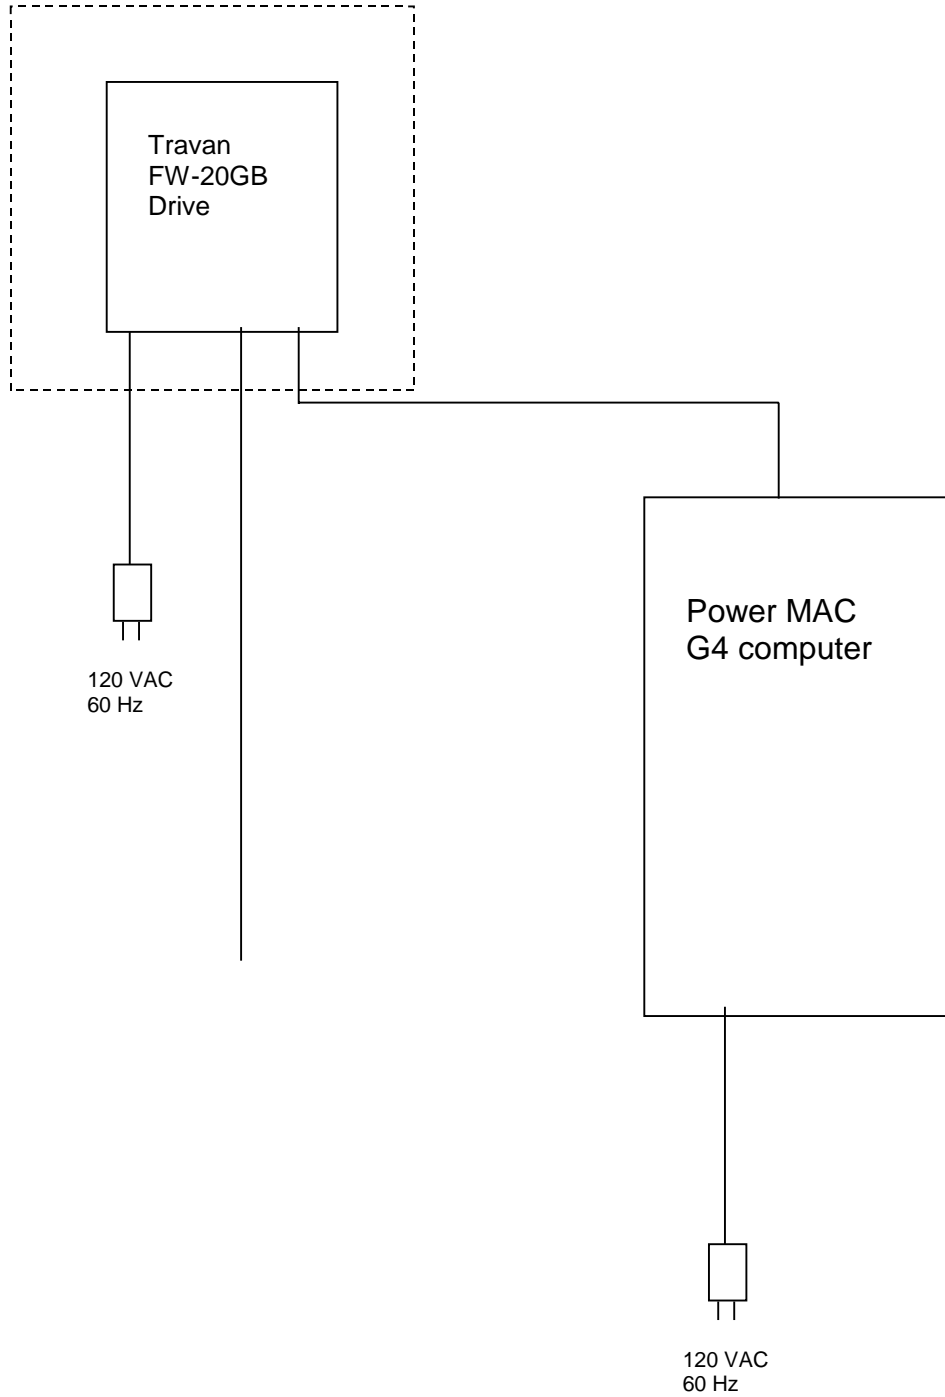 Travan
FW-20GB
Drive
120 VAC
60 Hz
Power MAC
G4 computer
120 VAC
60 Hz